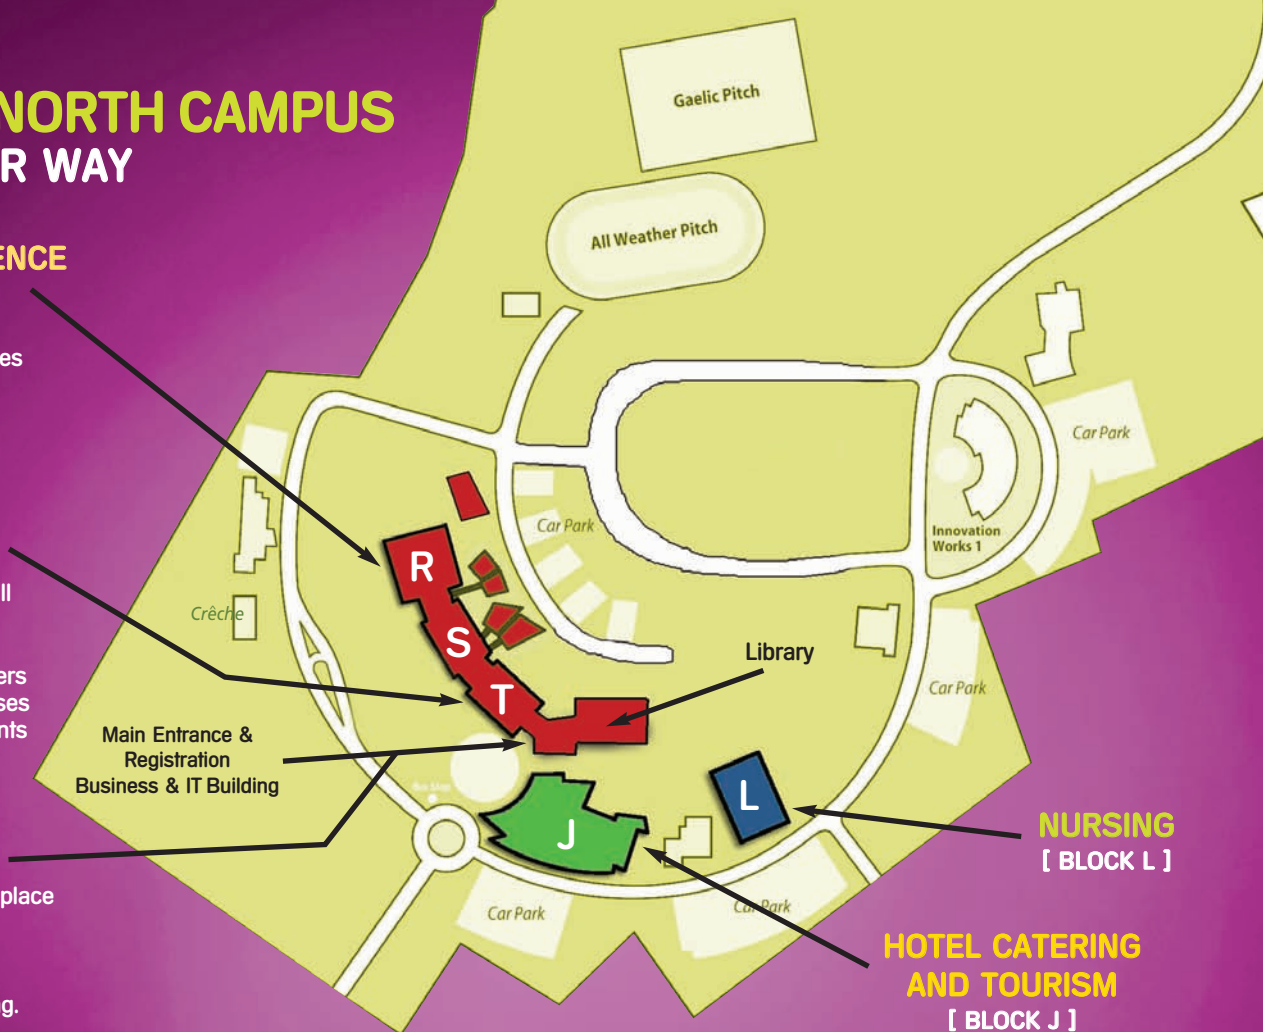 NORTH CAMPUS
R WAY
ENCE
es
ll
ers
ses
nts
place
g.
Gaelic Pitch
All Weather Pitch
Car Park
Innovation
Works 1
Car Park
Crêche
R
S
T
Library
Car Park
Main Entrance &
Registration
Business & IT Building
Bus Stop
J
L
Car Park
Car Park
NURSING
[ BLOCK L ]
HOTEL CATERING
AND TOURISM
[ BLOCK J ]